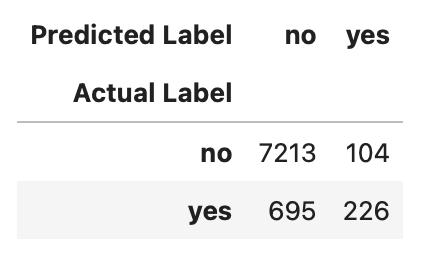 Predicted Label no yes
Actual Label
no 7213 104
yes 695 226